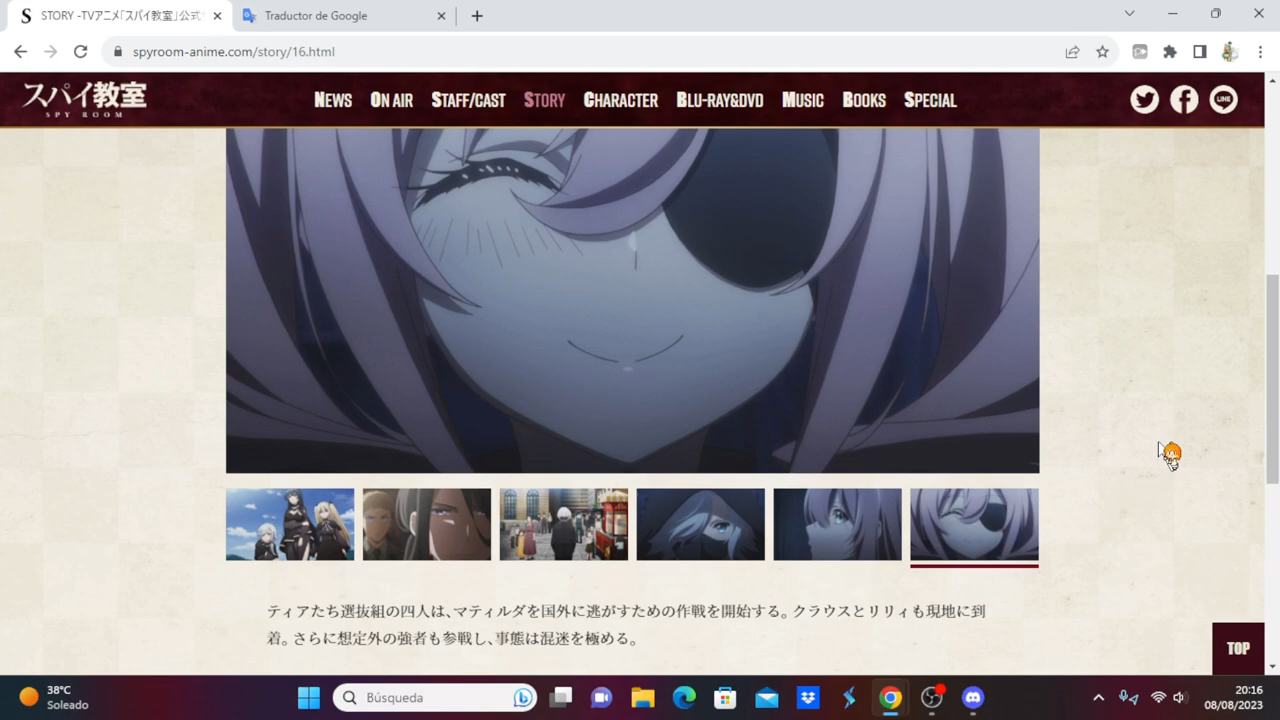 STORY -TVアニメ「スパイ教室」公式サ
Traductor de Google
spyroom-anime.com/story/16.html
スパイ教室
SPY ROOM
NEWS ON AIR STAFF/CAST STORY CHARACTER BLU-RAY&DVD MUSIC BOOKS SPECIAL
LINE
ティアたち選抜組の四人は、マティルダを国外に逃がすための作戦を開始する。クラウスとリリィも現地に到
着。さらに想定外の強者も参戦し、事態は混迷を極める。
TOP
38°C
Soleado
Búsqueda
20:16
08/08/2023